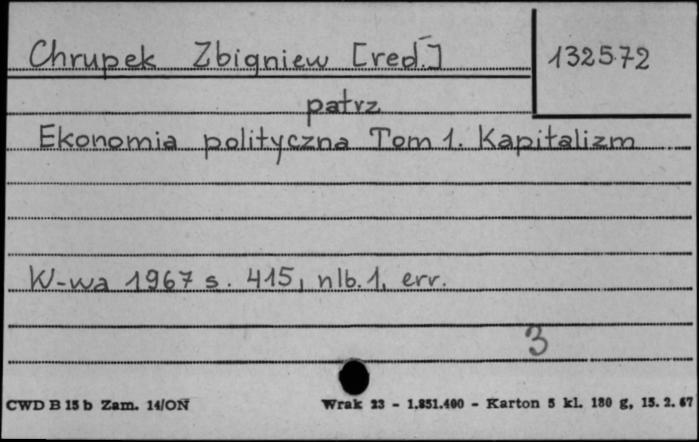 Chrupek Zbigniew [red.] 132572
patrz
Ekonomia polityczna Tom 1. Kapitalizm
W-wa 1967 s. 415, nlb. 1, err.
3
CWD B 15 b Zam. 14/ON Wrak 23 - 1.851.400 - Karton 5 kl. 180 g, 15. 2. 67